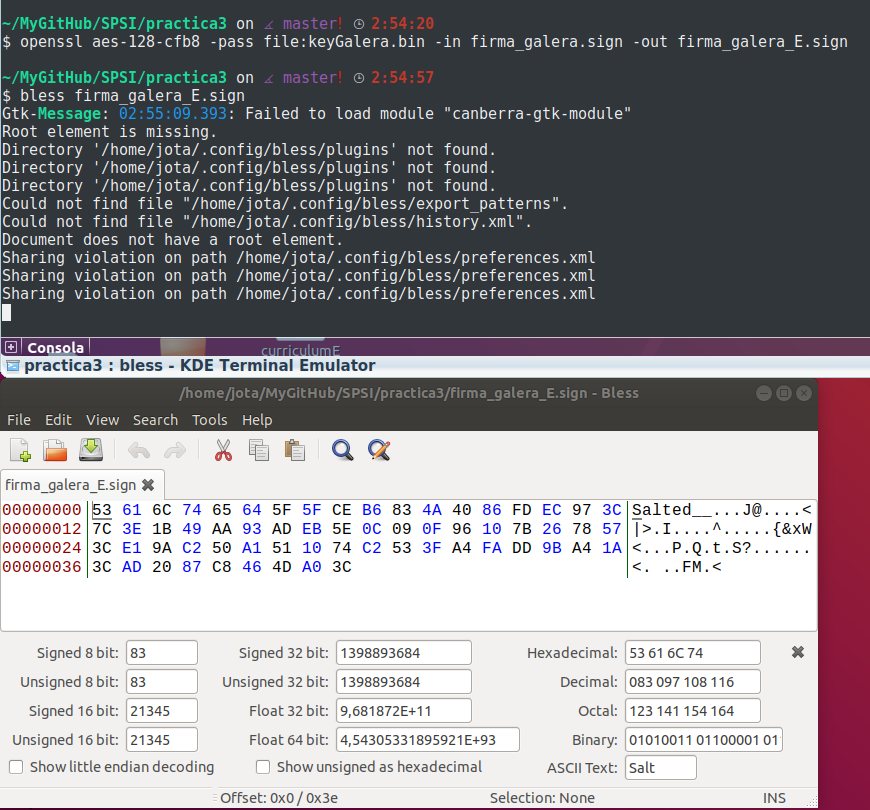 ~/MyGitHub/SPSI/practica3 on master! 2:54:20
$ openssl aes-128-cfb8 -pass file:keyGalera.bin -in firma_galera.sign -out firma_galera_E.sign
~/MyGitHub/SPSI/practica3 on master! 2:54:57
$ bless firma_galera_E.sign
Gtk-Message: 02:55:09.393: Failed to load module "canberra-gtk-module"
Root element is missing.
Directory '/home/jota/.config/bless/plugins' not found.
Directory '/home/jota/.config/bless/plugins' not found.
Directory '/home/jota/.config/bless/plugins' not found.
Could not find file "/home/jota/.config/bless/export_patterns".
Could not find file "/home/jota/.config/bless/history.xml".
Document does not have a root element.
Sharing violation on path /home/jota/.config/bless/preferences.xml
Sharing violation on path /home/jota/.config/bless/preferences.xml
Sharing violation on path /home/jota/.config/bless/preferences.xml
Consola
practica3 : bless - KDE Terminal Emulator
/home/jota/MyGitHub/SPSI/practica3/firma_galera_E.sign - Bless
File Edit View Search Tools Help
firma_galera_E.sign
00000000 53 61 6C 74 65 64 5F 5F CE B6 83 4A 40 86 FD EC 97 3C Salted__...J@....<
00000012 7C 3E 1B 49 AA 93 AD EB 5E 0C 09 0F 96 10 7B 26 78 57 |>.I....^.....{&xW
00000024 3C E1 9A C2 50 A1 51 10 74 C2 53 3F A4 FA DD 9B A4 1A <...P.Q.t.S?......
00000036 3C AD 20 87 C8 46 4D A0 3C <. ..FM.<
Signed 8 bit: 83 Signed 32 bit: 1398893684 Hexadecimal: 53 61 6C 74
Unsigned 8 bit: 83 Unsigned 32 bit: 1398893684 Decimal: 083 097 108 116
Signed 16 bit: 21345 Float 32 bit: 9,681872E+11 Octal: 123 141 154 164
Unsigned 16 bit: 21345 Float 64 bit: 4,54305331895921E+93 Binary: 01010011 01100001 01
Show little endian decoding Show unsigned as hexadecimal ASCII Text: Salt
Offset: 0x0 / 0x3e Selection: None INS